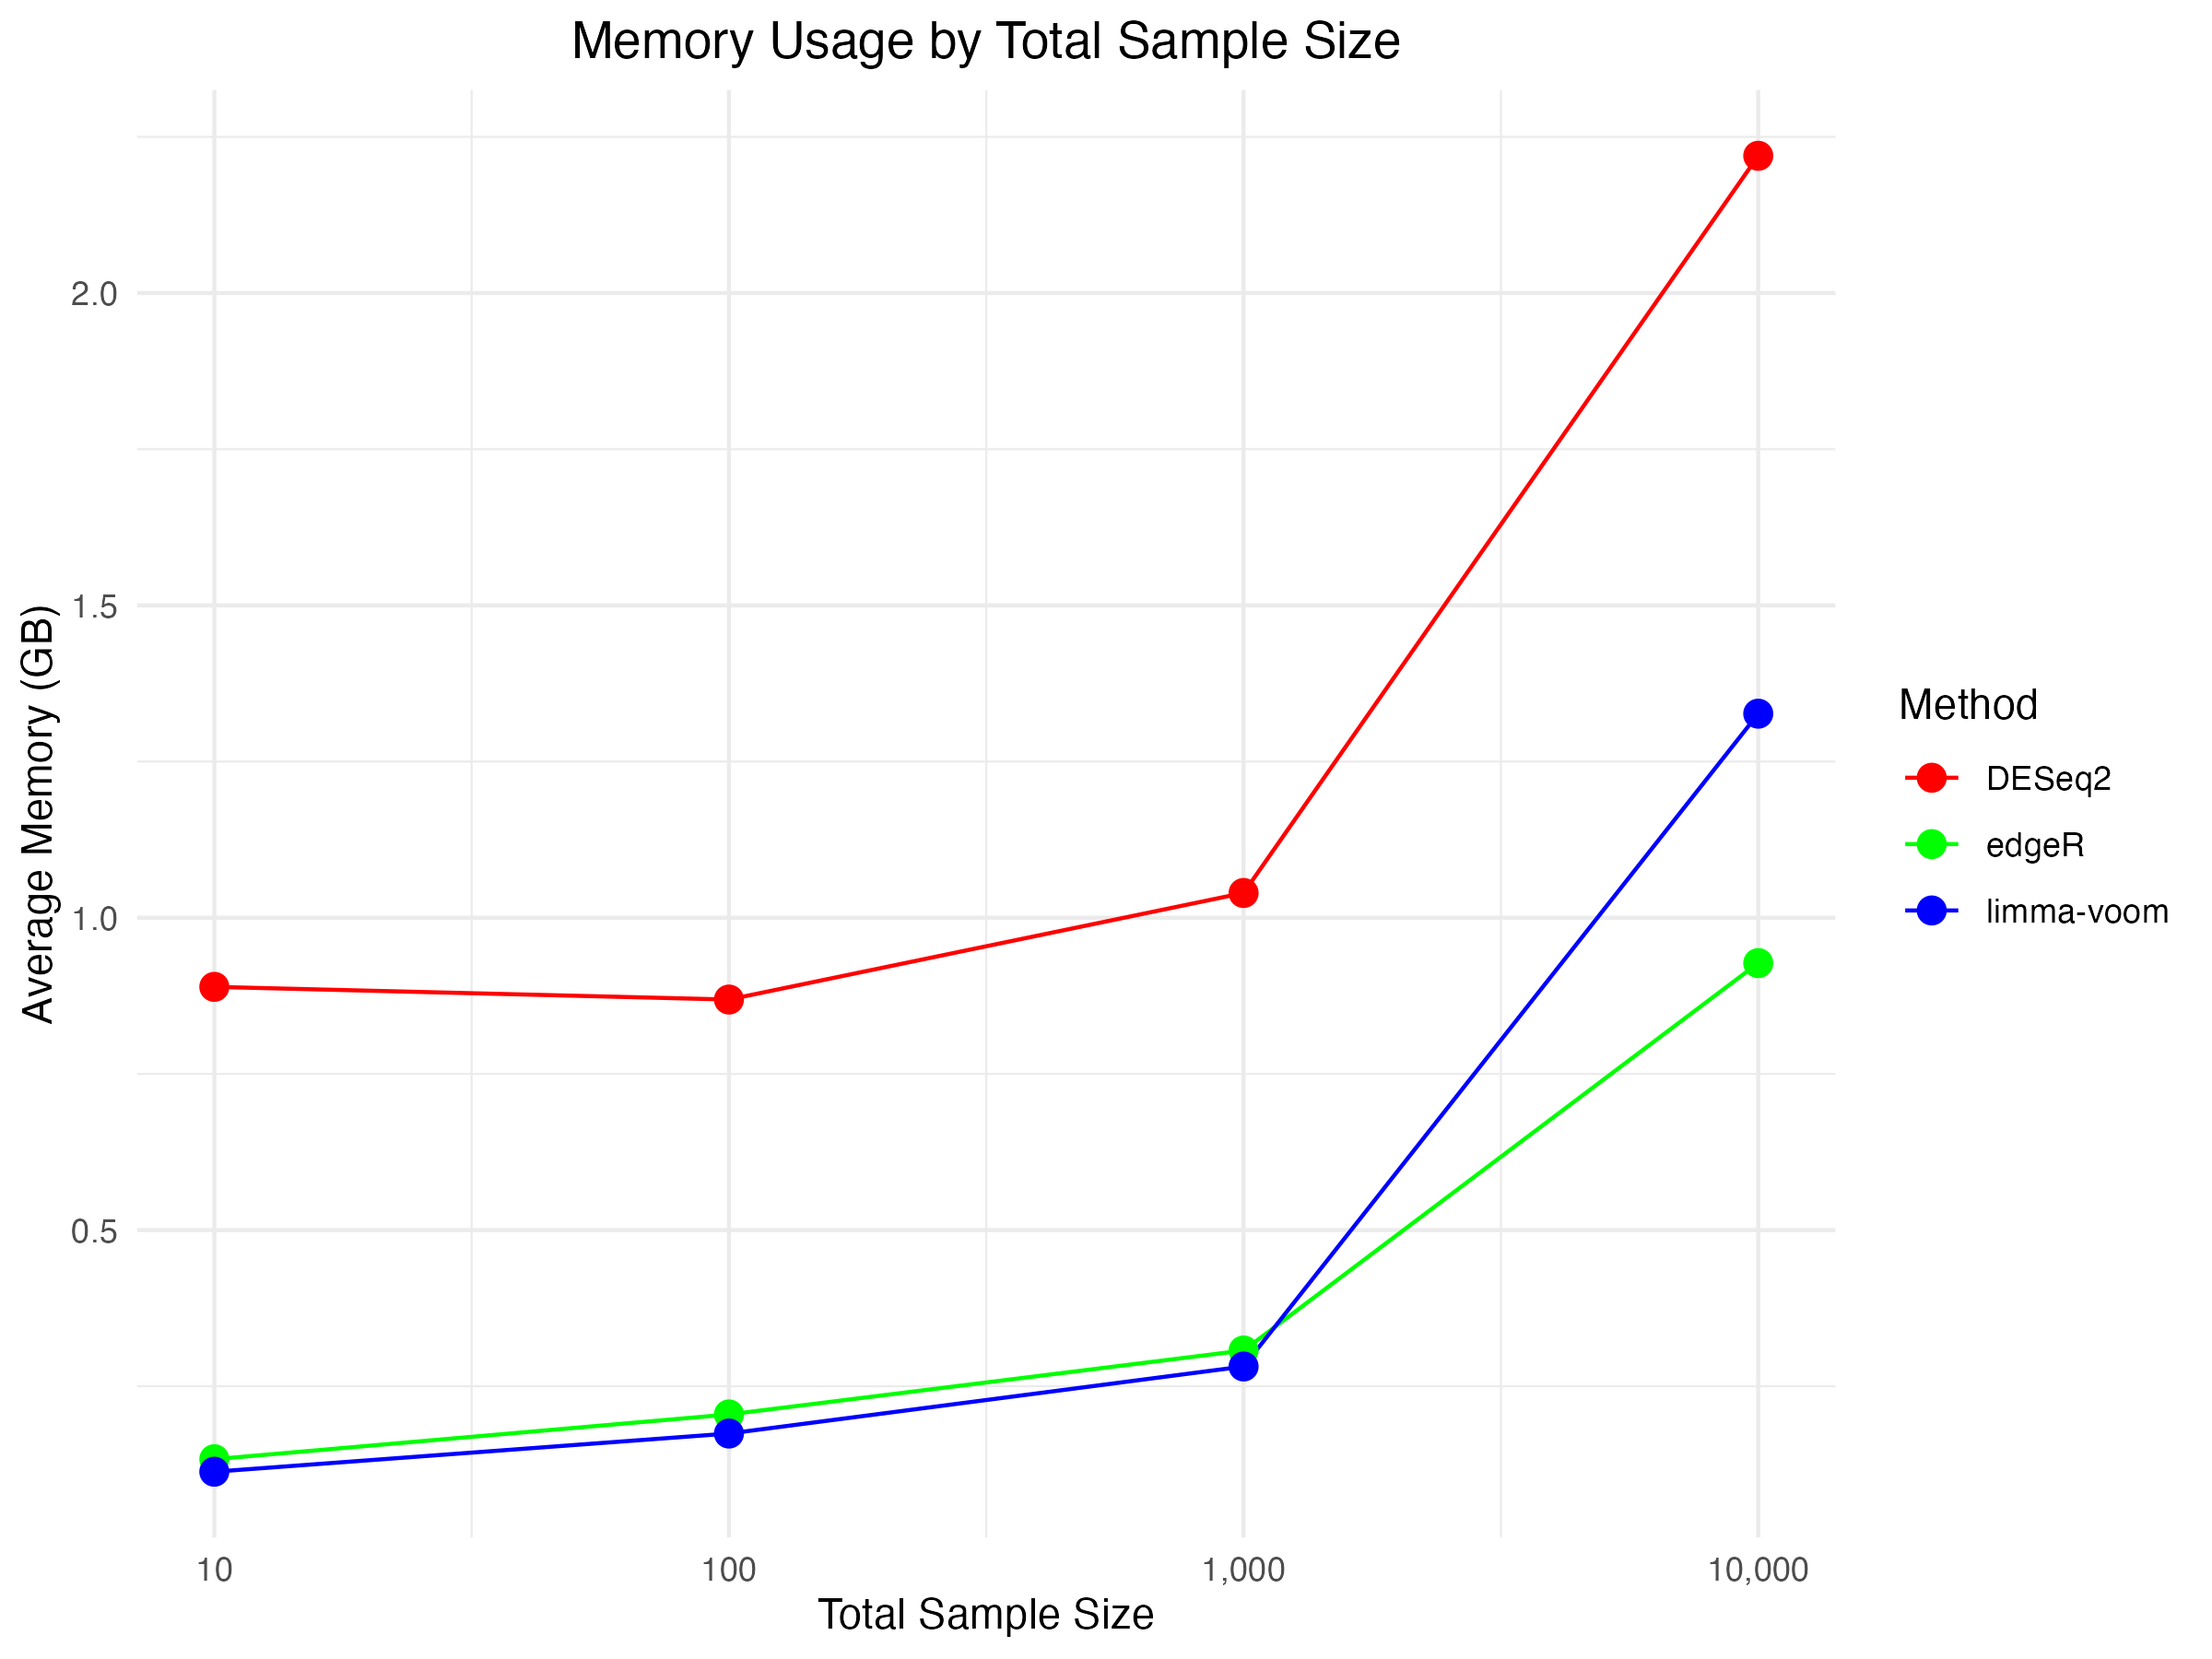 Memory Usage by Total Sample Size
Average Memory (GB)
2.0
1.5
1.0
0.5
10
100
1,000
10,000
Total Sample Size
Method
DESeq2
edgeR
limma-voom